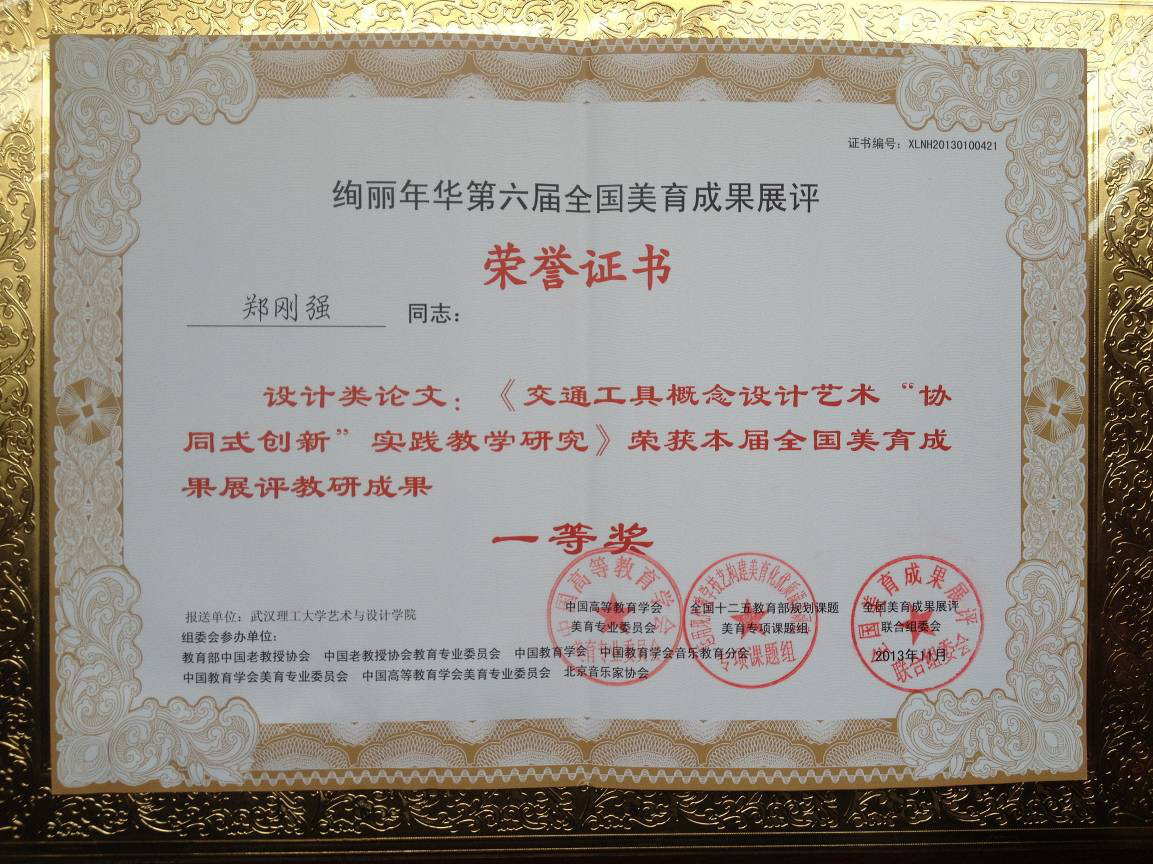 证书编号：XLNH20130100421
绚丽年华第六届全国美育成果展评
荣誉证书
郑刚强 同志：
设计类论文：《交通工具概念设计艺术“协
同式创新”实践教学研究》荣获本届全国美育成
果展评教研成果
一等奖
报送单位：武汉理工大学艺术与设计学院
组委会参办单位：
教育部中国老教授协会 中国老教授协会教育专业委员会 中国教育学会 中国教育学会音乐教育分会
中国教育学会美育专业委员会 中国高等教育学会美育专业委员会 北京音乐家协会
中国高等教育学会
美育专业委员会
全国十二五教育部规划课题
美育专项课题组
全国美育成果展评
联合组委会
2013年10月
中国高等教育学会
美育专业委员会
专项课题组
全国美育成果展评
联合组委会